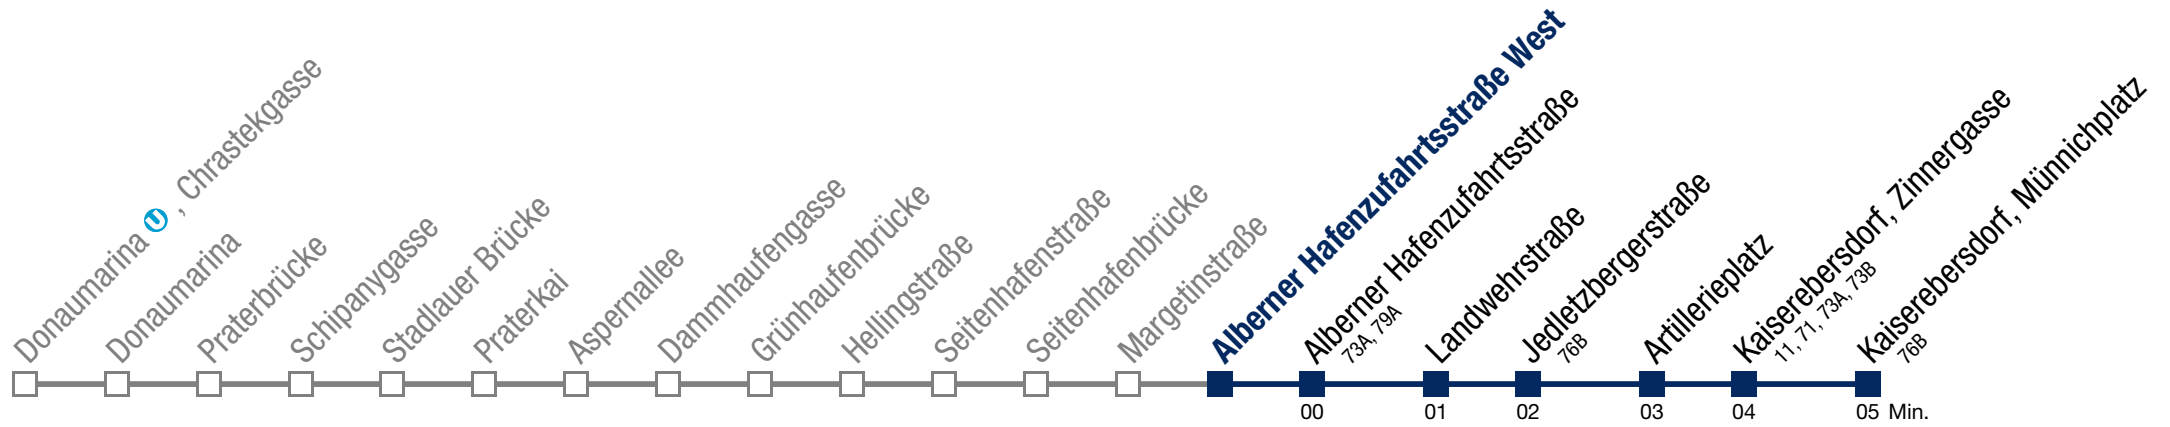 Donaumarina U, Chrastekgasse
Donaumarina
Praterbrücke
Schipanygasse
Stadlauer Brücke
Praterkai
Aspernallee
Dammhaufengasse
Grünhaufenbrücke
Hellingstraße
Seitenhafenstraße
Seitenhafenbrücke
Margetinstraße
Alberner Hafenzufahrtsstraße West
Alberner Hafenzufahrtsstraße
73A, 79A
Landwehrstraße
Jedletzbergerstraße
76B
Artillerieplatz
Kaiserebersdorf, Zinnergasse
11, 71, 73A, 73B
Kaiserebersdorf, Münnichplatz
76B
00 01 02 03 04 05 Min.